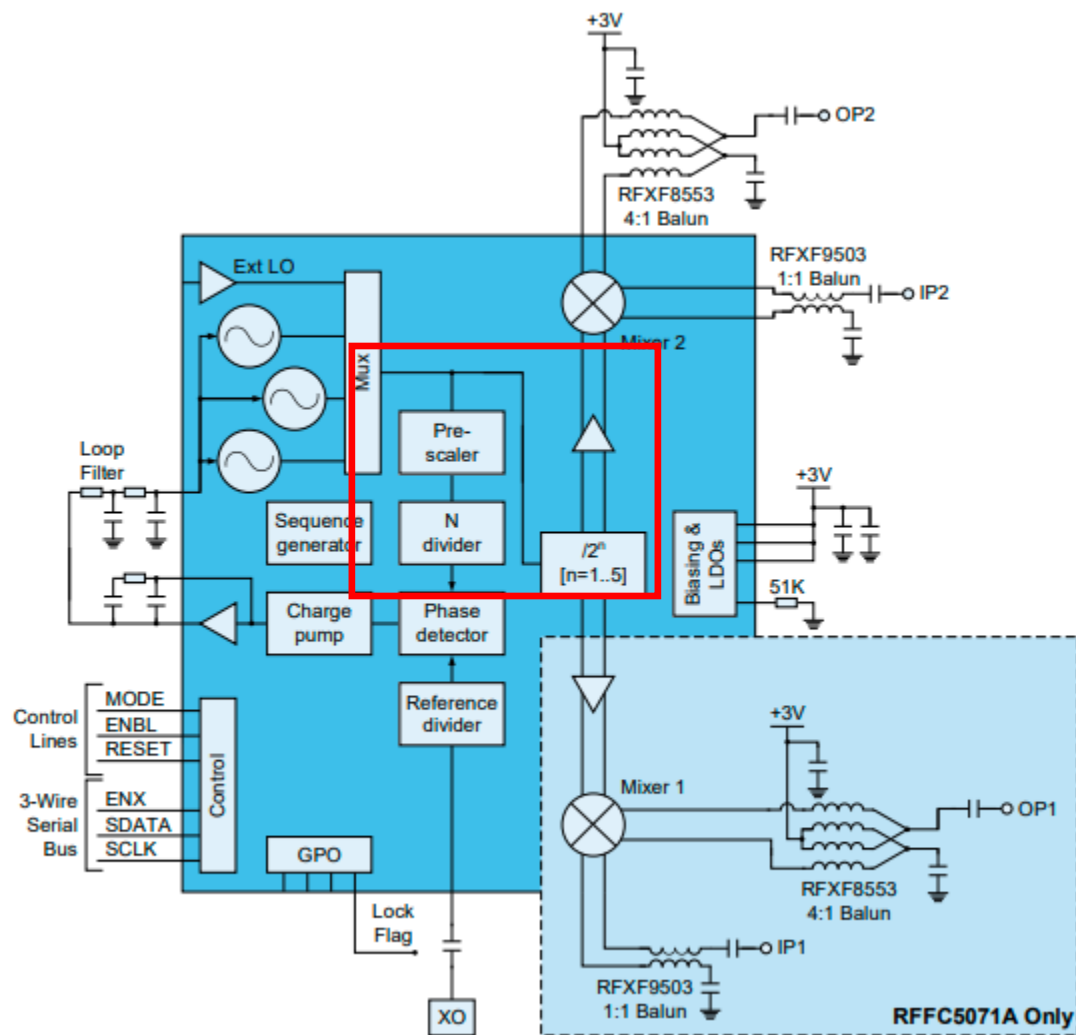 +3V
OP2
RFXF8553
4:1 Balun
Ext LO
RFXF9503
1:1 Balun
IP2
Mixer 2
Mux
Pre-
scaler
Loop
Filter
+3V
Sequence
generator
N
divider
/2ⁿ
[n=1..5]
Biasing &
LDOs
51K
Charge
pump
Phase
detector
Reference
divider
MODE
Control
Lines
ENBL
RESET
3-Wire
Serial
Bus
ENX
SDATA
SCLK
Control
+3V
Mixer 1
OP1
GPO
RFXF8553
4:1 Balun
Lock
Flag
IP1
RFXF9503
1:1 Balun
XO
RFFC5071A Only